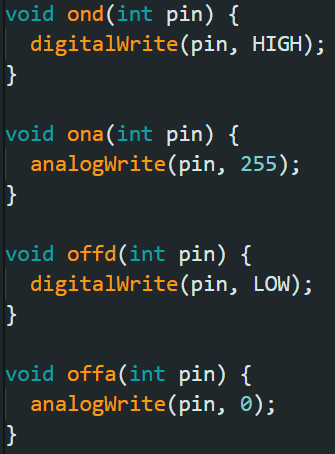 void ond(int pin) {
  digitalWrite(pin, HIGH);
}

void ona(int pin) {
  analogWrite(pin, 255);
}

void offd(int pin) {
  digitalWrite(pin, LOW);
}

void offa(int pin) {
  analogWrite(pin, 0);
}